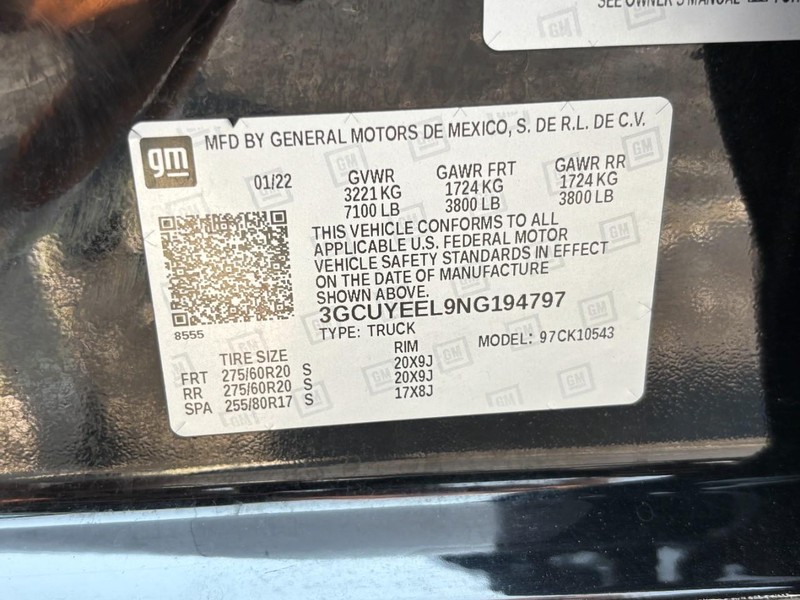 SEE OWNER'S MANUAL
MFD BY GENERAL MOTORS DE MEXICO, S. DE R.L. DE C.V.
gm
01/22
GVWR GAWR FRT GAWR RR
3221 KG 1724 KG 1724 KG
7100 LB 3800 LB 3800 LB
THIS VEHICLE CONFORMS TO ALL
APPLICABLE U.S. FEDERAL MOTOR
VEHICLE SAFETY STANDARDS IN EFFECT
ON THE DATE OF MANUFACTURE
SHOWN ABOVE.
3GCUYEEL9NG194797
8555
TYPE: TRUCK MODEL: 97CK10543
TIRE SIZE RIM
FRT 275/60R20 S 20X9J
RR 275/60R20 S 20X9J
SPA 255/80R17 S 17X8J